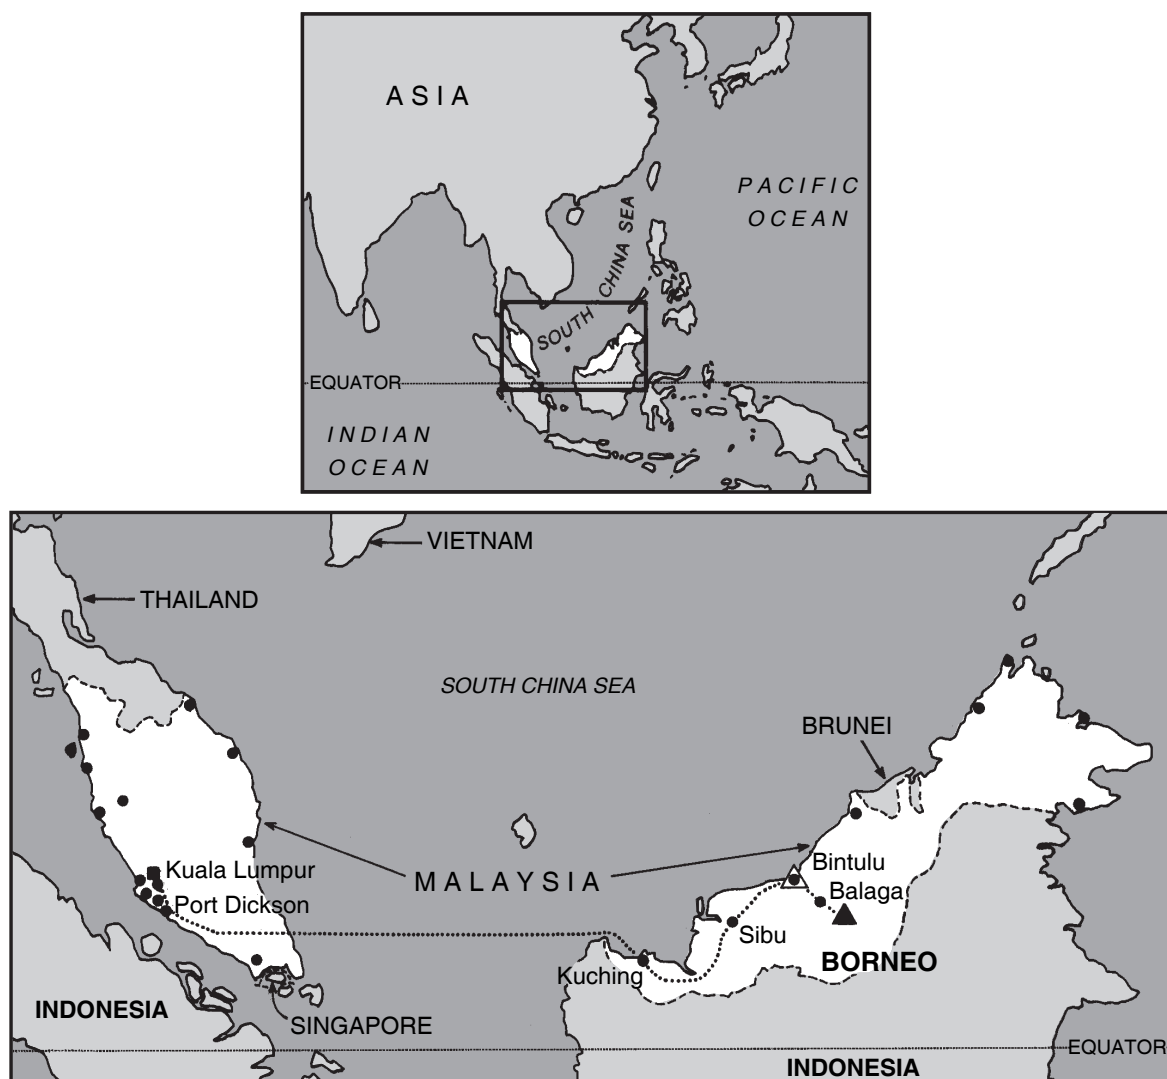 ASIA
PACIFIC
OCEAN
SOUTH CHINA SEA
EQUATOR
INDIAN
OCEAN
VIETNAM
THAILAND
SOUTH CHINA SEA
BRUNEI
Kuala Lumpur
MALAYSIA
Bintulu
Balaga
Port Dickson
Sibu
BORNEO
Kuching
INDONESIA
SINGAPORE
EQUATOR
INDONESIA